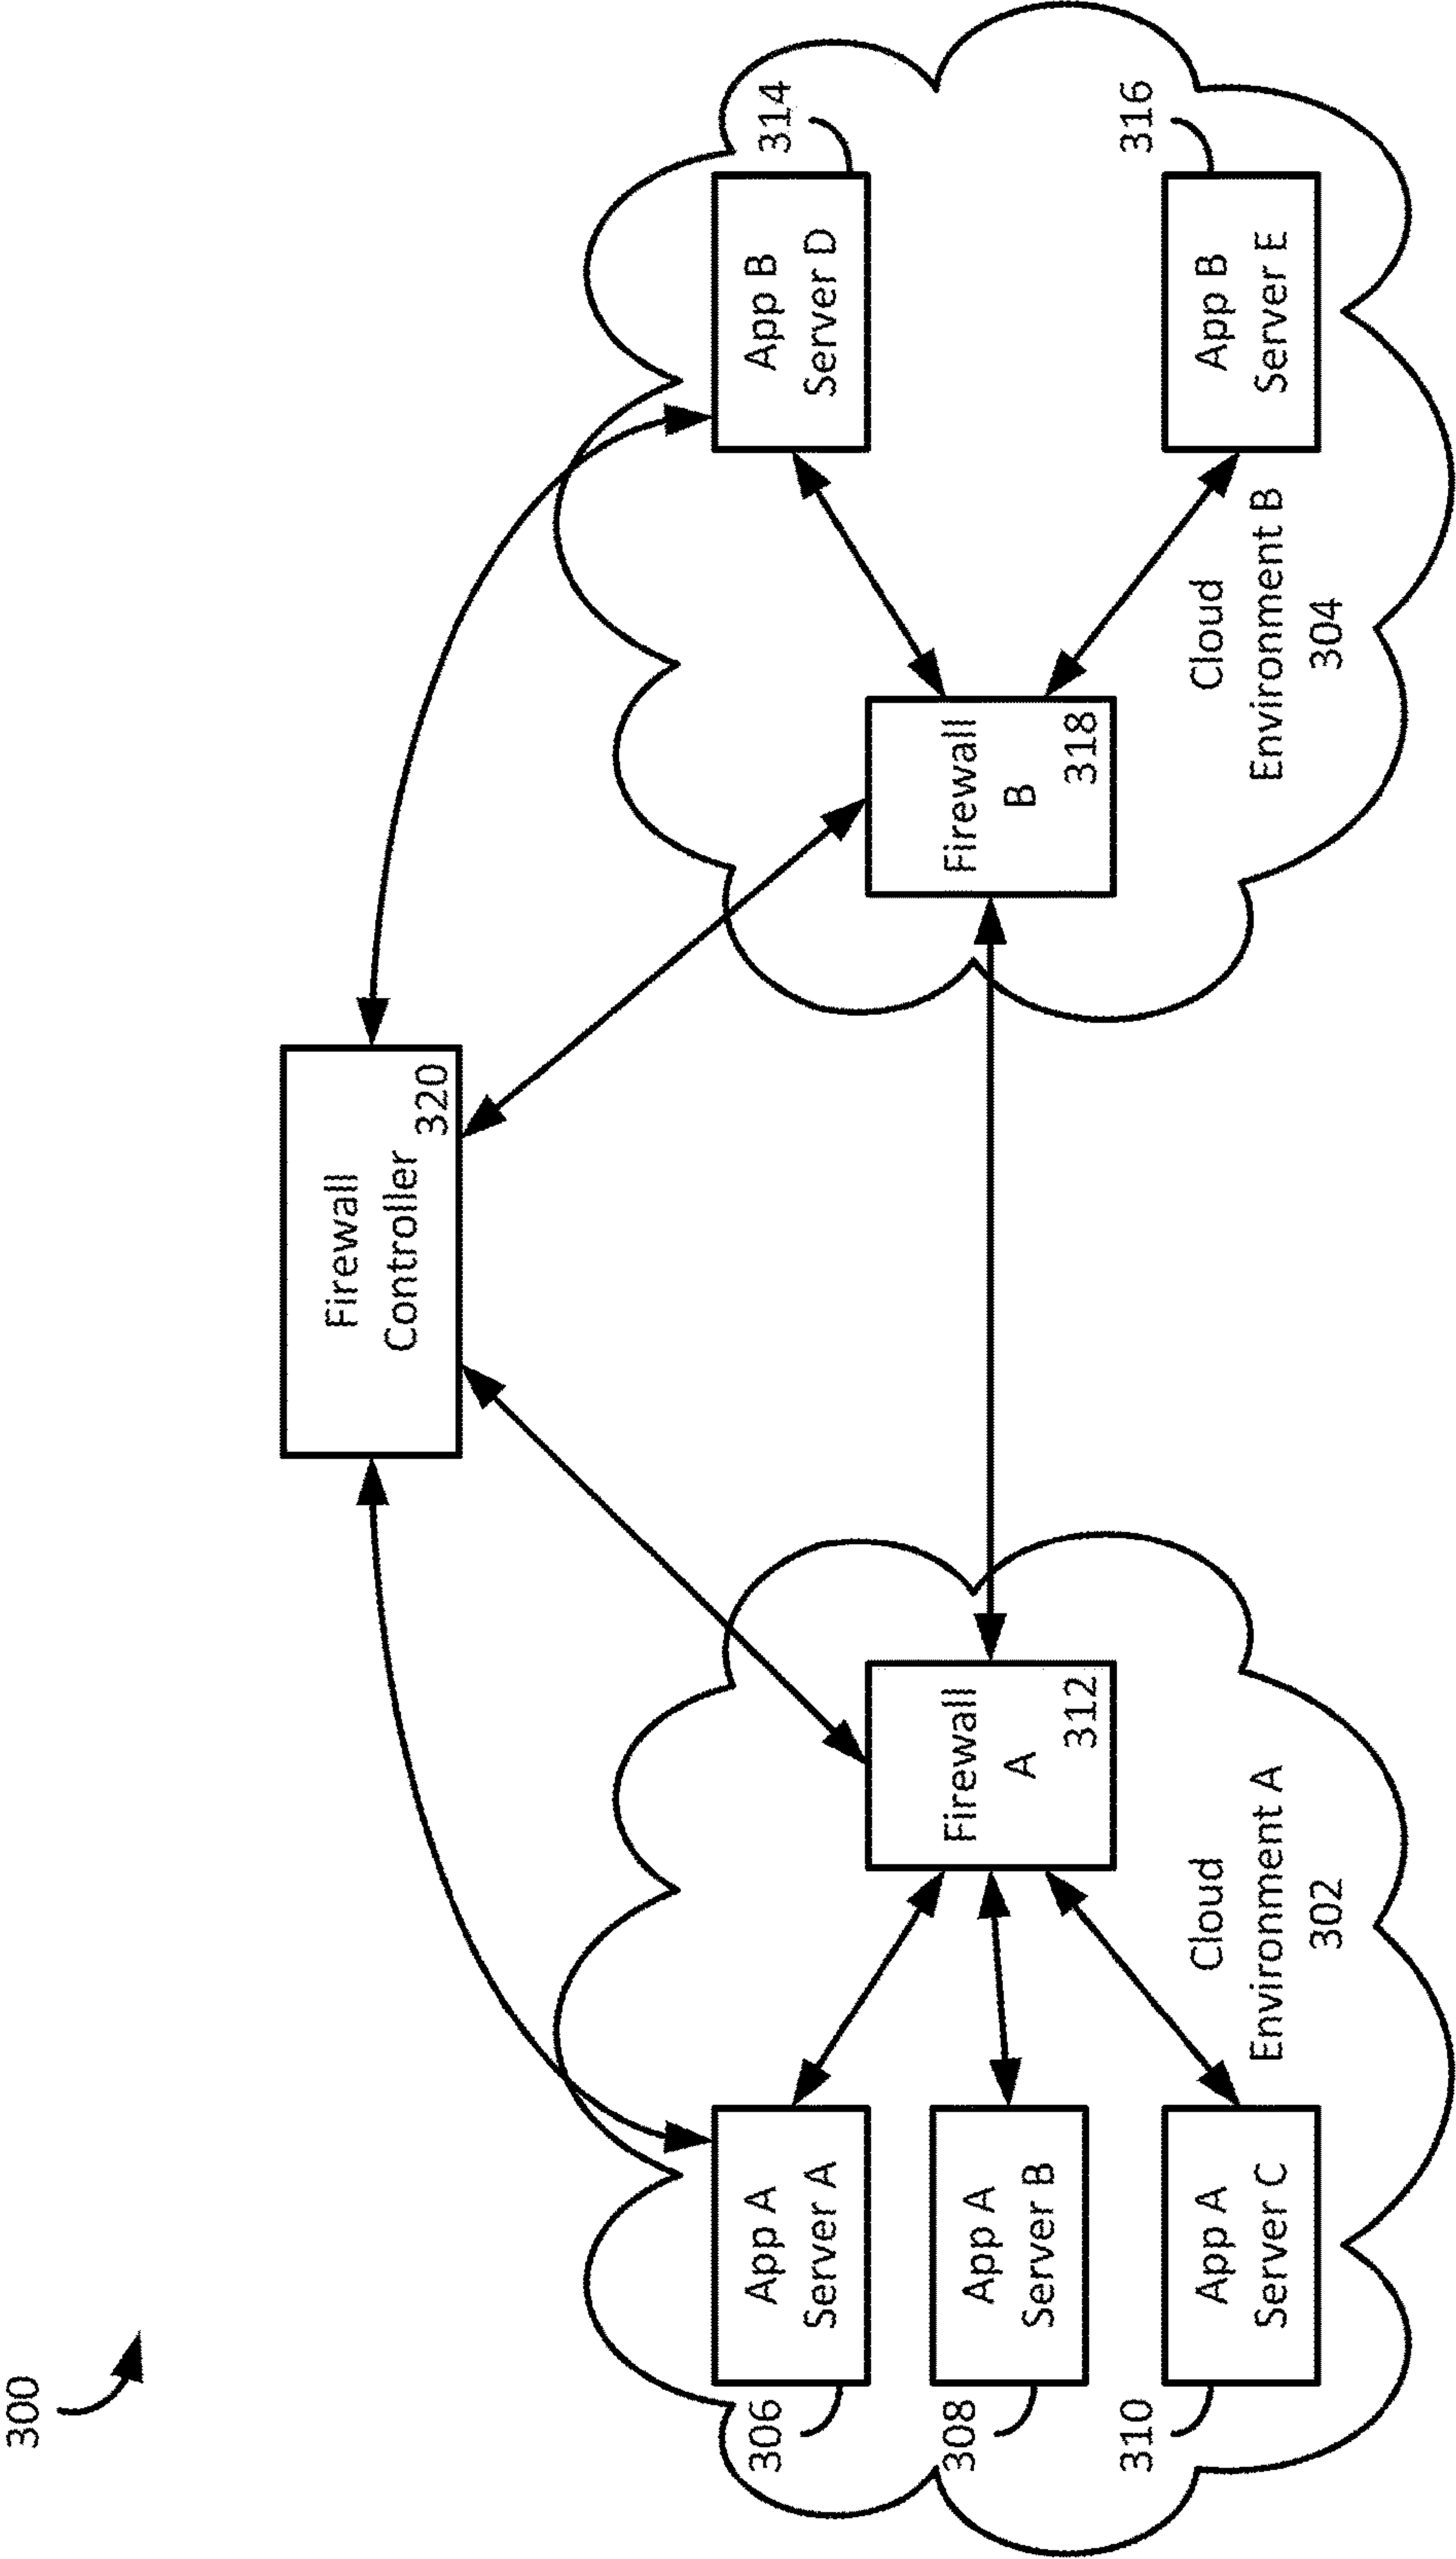 300
Firewall
Controller
320
306
App A
Server A
308
App A
Server B
310
App A
Server C
Firewall
A
312
Cloud
Environment A
302
Firewall
B
318
App B
Server D
314
App B
Server E
316
Cloud
Environment B
304